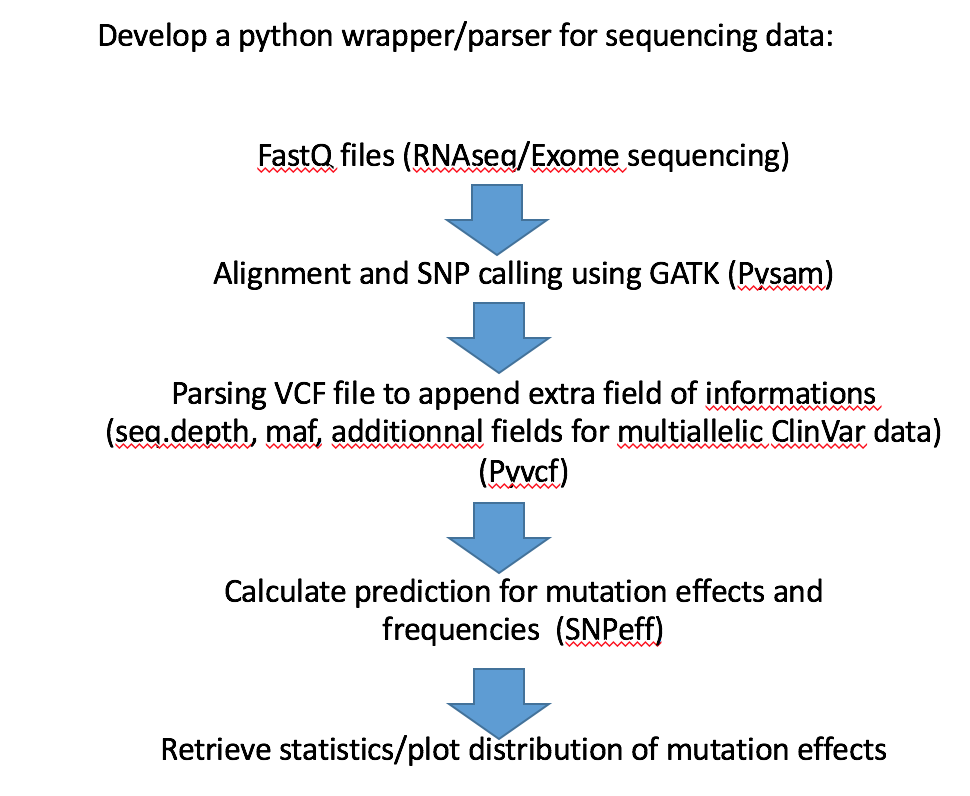 Develop a python wrapper/parser for sequencing data:
FastQ files (RNAseq/Exome sequencing)
Alignment and SNP calling using GATK (Pysam)
Parsing VCF file to append extra field of informations
(seq.depth, maf, additionnal fields for multiallelic ClinVar data)
(Pyvcf)
Calculate prediction for mutation effects and
frequencies (SNPeff)
Retrieve statistics/plot distribution of mutation effects